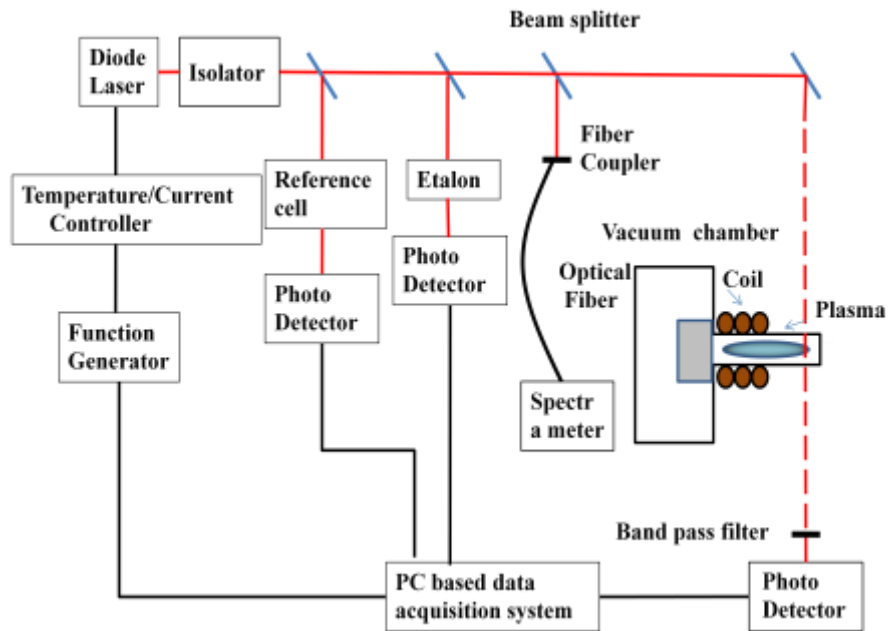 Beam splitter
Diode
Laser
Isolator
Fiber
Coupler
Reference
cell
Etalon
Temperature/Current
Controller
Vacuum chamber
Photo
Detector
Optical
Fiber
Coil
Plasma
Photo
Detector
Function
Generator
Spectr
a meter
Band pass filter
PC based data
acquisition system
Photo
Detector